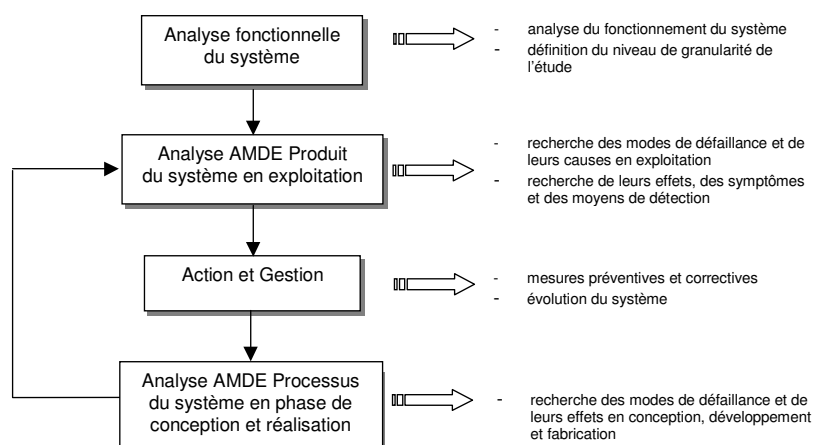 Analyse fonctionnelle
du système
- analyse du fonctionnement du système
- définition du niveau de granularité de
l'étude
Analyse AMDE Produit
du système en exploitation
- recherche des modes de défaillance et de
leurs causes en exploitation
- recherche de leurs effets, des symptômes
et des moyens de détection
Action et Gestion
- mesures préventives et correctives
- évolution du système
Analyse AMDE Processus
du système en phase de
conception et réalisation
- recherche des modes de défaillance et de
leurs effets en conception, développement
et fabrication